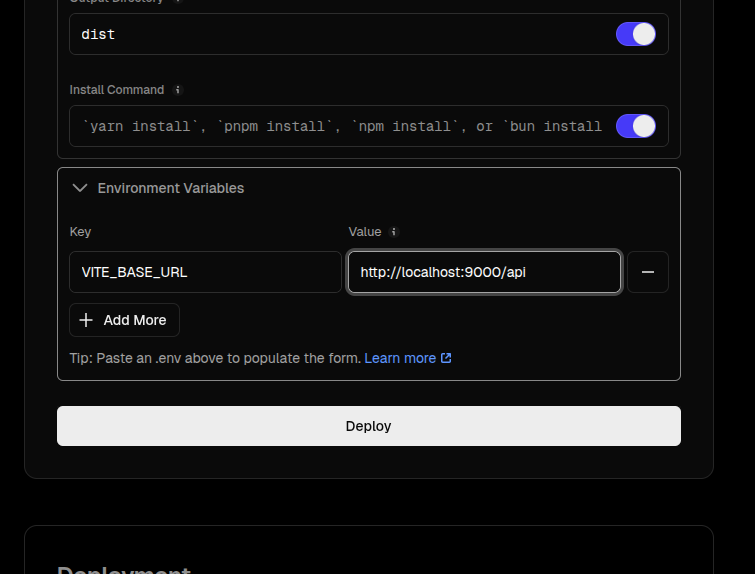 Output Directory
dist
Install Command
`yarn install`, `pnpm install`, `npm install`, or `bun install
Environment Variables
Key
Value
VITE_BASE_URL
http://localhost:9000/api
Add More
Tip: Paste an .env above to populate the form. Learn more
Deploy
Deployment